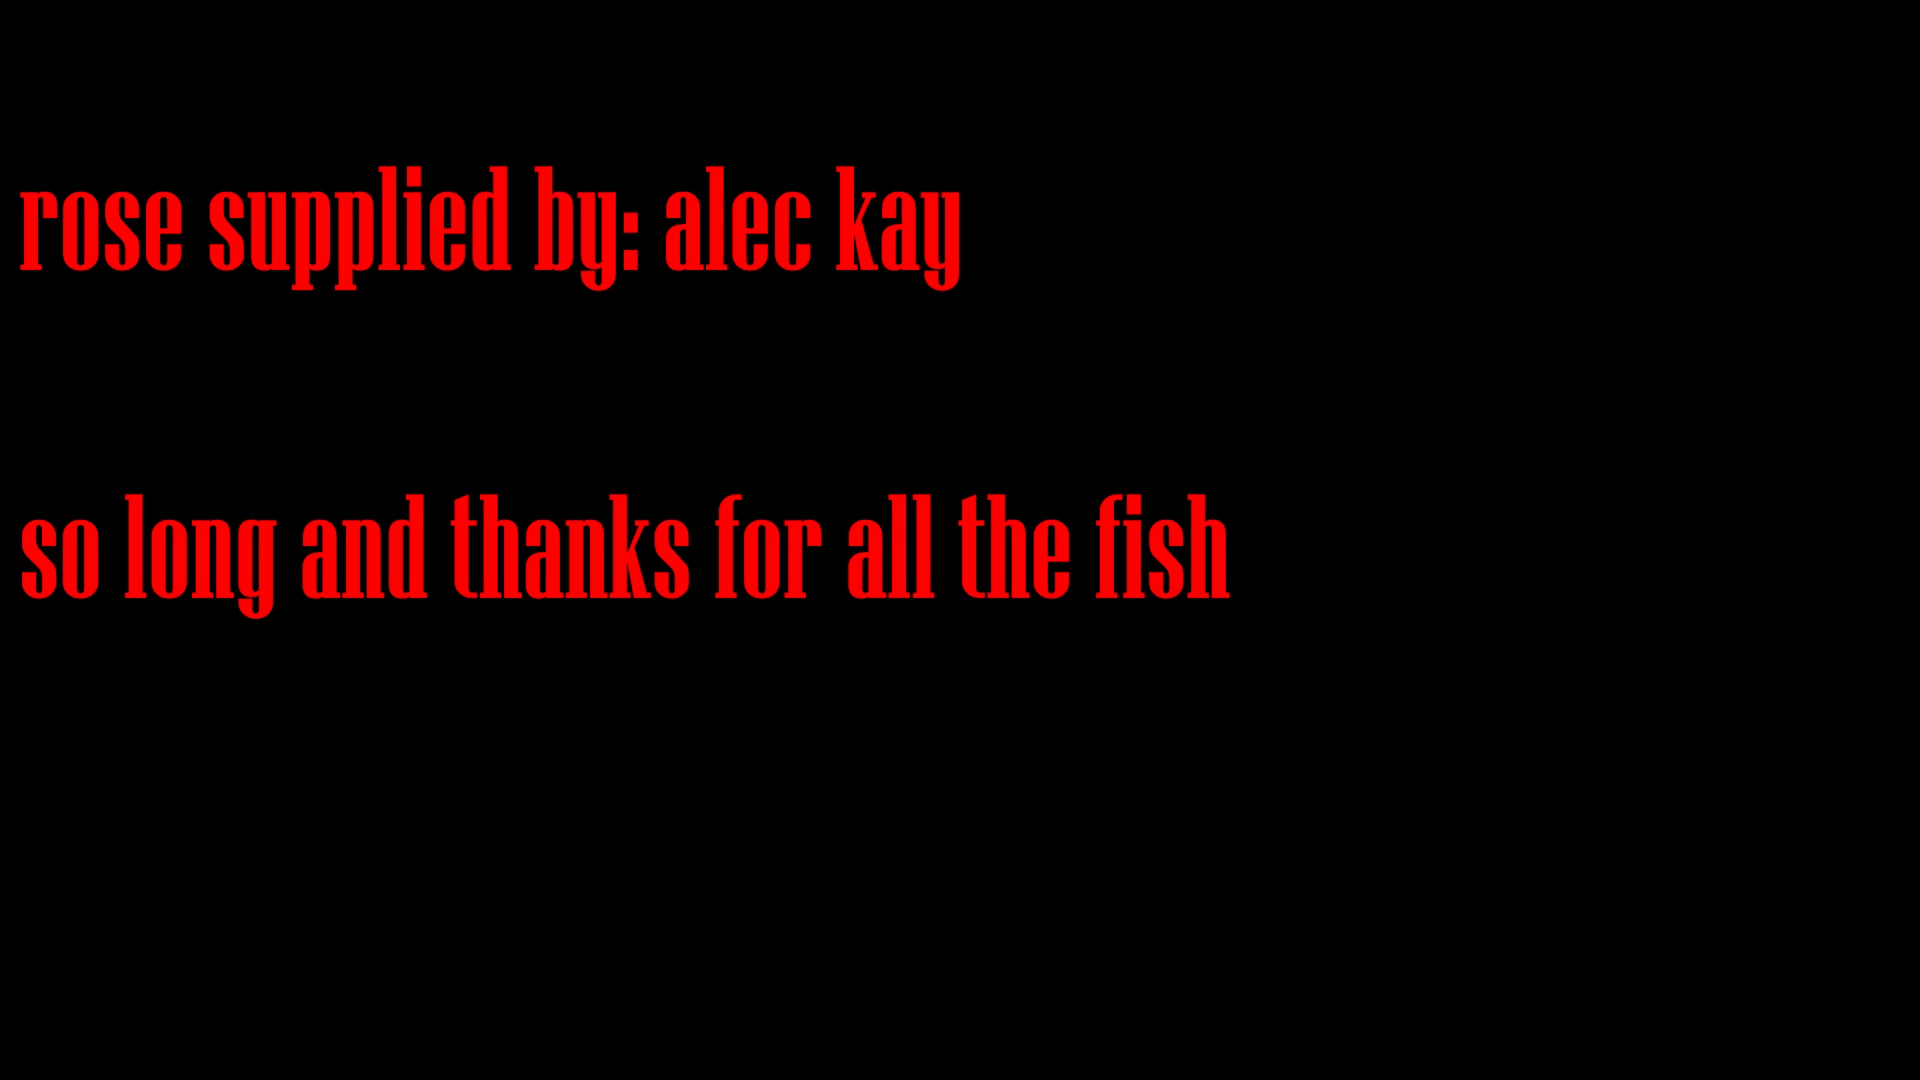 rose supplied by: alec kay
so long and thanks for all the fish